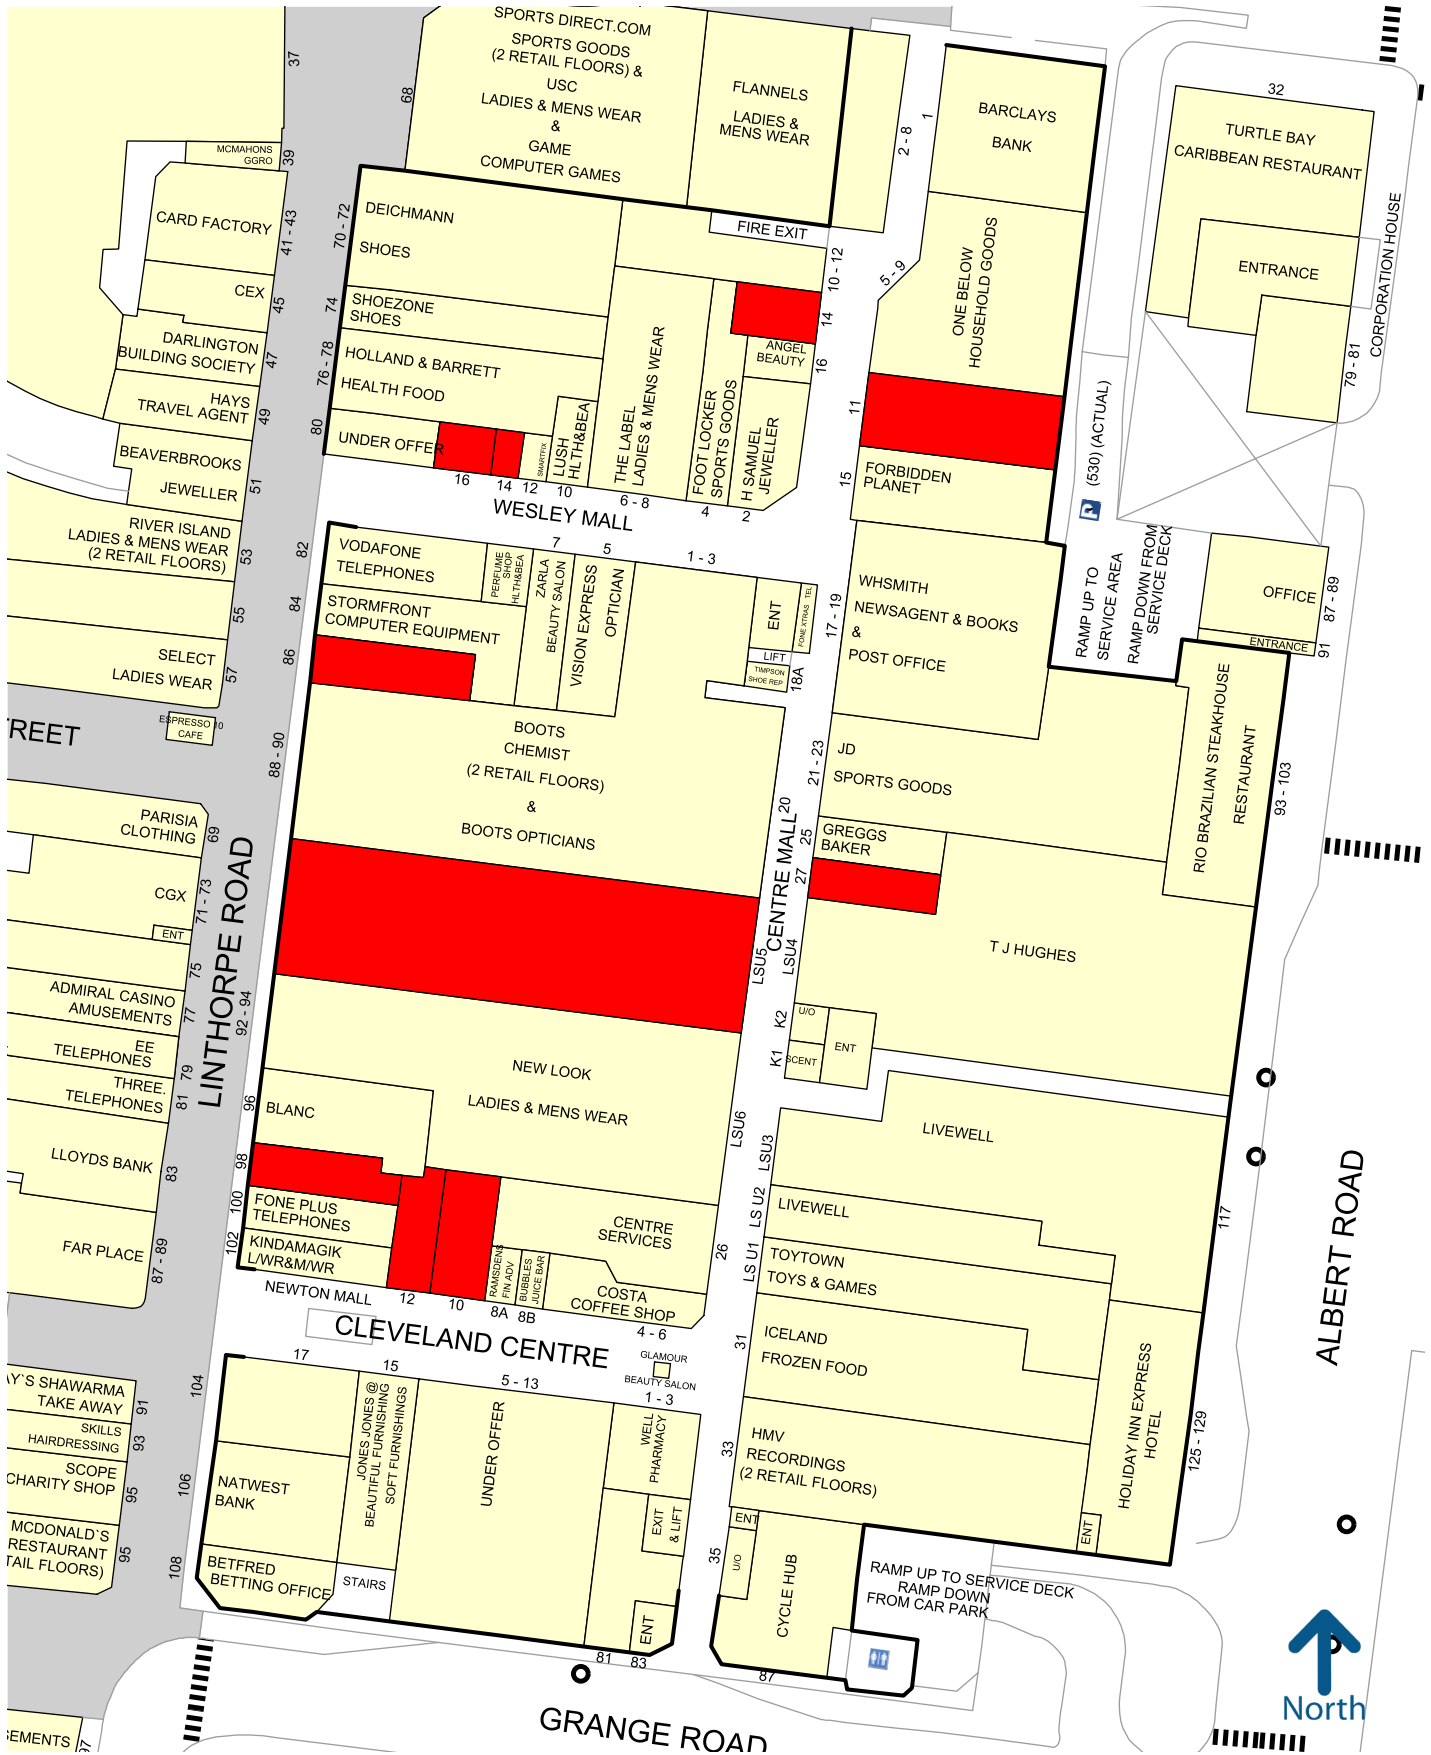 SPORTS DIRECT.COM
SPORTS GOODS
(2 RETAIL FLOORS) &
USC
LADIES & MENS WEAR
&
GAME
COMPUTER GAMES
68
FLANNELS
LADIES &
MENS WEAR
2 - 8
1
BARCLAYS
BANK
32
TURTLE BAY
CARIBBEAN RESTAURANT
ENTRANCE
CORPORATION HOUSE
79 - 81
37
MCMAHONS
GGRO
39
CARD FACTORY
41 - 43
CEX
45
DARLINGTON
BUILDING SOCIETY
47
HAYS
TRAVEL AGENT
49
BEAVERBROOKS
JEWELLER
51
RIVER ISLAND
LADIES & MENS WEAR
(2 RETAIL FLOORS)
53
55
SELECT
LADIES WEAR
57
ESPRESSO 10
CAFE
REET
DEICHMANN
SHOES
70 - 72
SHOEZONE
SHOES
74
HOLLAND & BARRETT
HEALTH FOOD
76 - 78
UNDER OFFER
80
16
14
12
SMARTFIX
LUSH
HLTH&BEA
10
THE LABEL
LADIES & MENS WEAR
6 - 8
FOOT LOCKER
SPORTS GOODS
4
H SAMUEL
JEWELLER
2
ANGEL
BEAUTY
16
14
10 - 12
FIRE EXIT
5 - 9
ONE BELOW
HOUSEHOLD GOODS
11
FORBIDDEN
PLANET
15
(530) (ACTUAL)
RAMP UP TO
SERVICE AREA
RAMP DOWN FROM
SERVICE DECK
OFFICE
87 - 89
ENTRANCE
91
WESLEY MALL
82
VODAFONE
TELEPHONES
PERFUME
SHOP
HLTH&BEA
7
ZARLA
BEAUTY SALON
5
VISION EXPRESS
OPTICIAN
1 - 3
ENT
FONE XTRAS TEL
LIFT
TIMPSON
SHOE REP
18A
84
STORMFRONT
COMPUTER EQUIPMENT
86
88 - 90
BOOTS
CHEMIST
(2 RETAIL FLOORS)
&
BOOTS OPTICIANS
20
17 - 19
WHSMITH
NEWSAGENT & BOOKS
&
POST OFFICE
21 - 23
JD
SPORTS GOODS
RIO BRAZILIAN STEAKHOUSE
RESTAURANT
93 - 103
25
GREGGS
BAKER
27
T J HUGHES
CENTRE MALL
LSU5
LSU4
K2
U/O
K1
SCENT
ENT
PARISIA
CLOTHING
69
CGX
71 - 73
ENT
75
ADMIRAL CASINO
AMUSEMENTS
77
EE
TELEPHONES
79
THREE.
TELEPHONES
81
LLOYDS BANK
83
FAR PLACE
87 - 89
LINTHORPE ROAD
92 - 94
NEW LOOK
LADIES & MENS WEAR
LSU6
96
BLANC
98
100
FONE PLUS
TELEPHONES
102
KINDAMAGIK
L/WR&M/WR
12
10
RAMSDENS
FIN ADV
8A
BUBBLES
JUICE BAR
8B
CENTRE
SERVICES
26
COSTA
COFFEE SHOP
4 - 6
LSU3
LIVEWELL
LS U2
LIVEWELL
LS U1
TOYTOWN
TOYS & GAMES
117
31
ICELAND
FROZEN FOOD
33
HMV
RECORDINGS
(2 RETAIL FLOORS)
HOLIDAY INN EXPRESS
HOTEL
125 - 129
ENT
ALBERT ROAD
NEWTON MALL
CLEVELAND CENTRE
GLAMOUR
BEAUTY SALON
AY`S SHAWARMA
TAKE AWAY
91
SKILLS
HAIRDRESSING
93
SCOPE
CHARITY SHOP
95
MCDONALD`S
RESTAURANT
TAIL FLOORS)
95
104
106
108
17
15
5 - 13
1 - 3
NATWEST
BANK
BETFRED
BETTING OFFICE
JONES JONES @
BEAUTIFUL FURNISHING
SOFT FURNISHINGS
STAIRS
UNDER OFFER
WELL
PHARMACY
EXIT
& LIFT
ENT
81
83
35
ENT
U/O
CYCLE HUB
87
RAMP UP TO SERVICE DECK
RAMP DOWN
FROM CAR PARK
North
GRANGE ROAD
SEMENTS
97